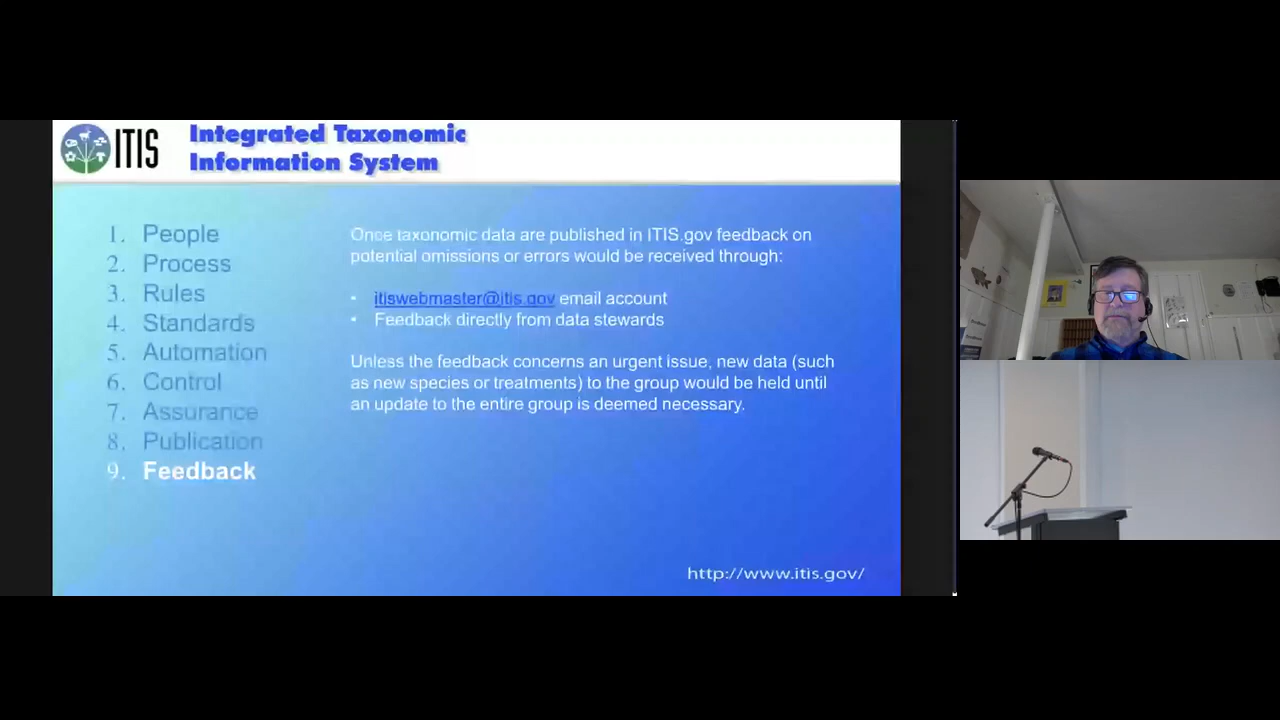 ITIS
Integrated Taxonomic
Information System
1. People
2. Process
3. Rules
4. Standards
5. Automation
6. Control
7. Assurance
8. Publication
9. Feedback
Once taxonomic data are published in ITIS.gov feedback on
potential omissions or errors would be received through:
• itiswebmaster@itis.gov email account
• Feedback directly from data stewards
Unless the feedback concerns an urgent issue, new data (such
as new species or treatments) to the group would be held until
an update to the entire group is deemed necessary.
http://www.itis.gov/